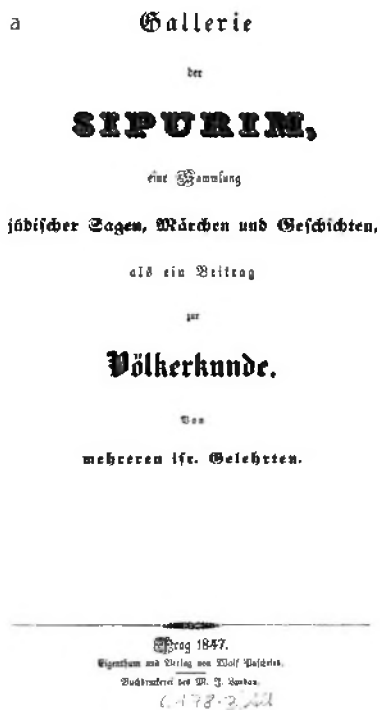 a
Gallerie
der
SIPURIM,
eine Sammlung
jüdischer Sagen, Märchen und Geschichten,
als ein Beitrag
zur
Völkerkunde.
Von
mehreren isr. Gelehrten.
Prag 1847.
Eigenthum und Verlag von Wolf Pascheles.
Buchdruckerei des M. J. Landau.